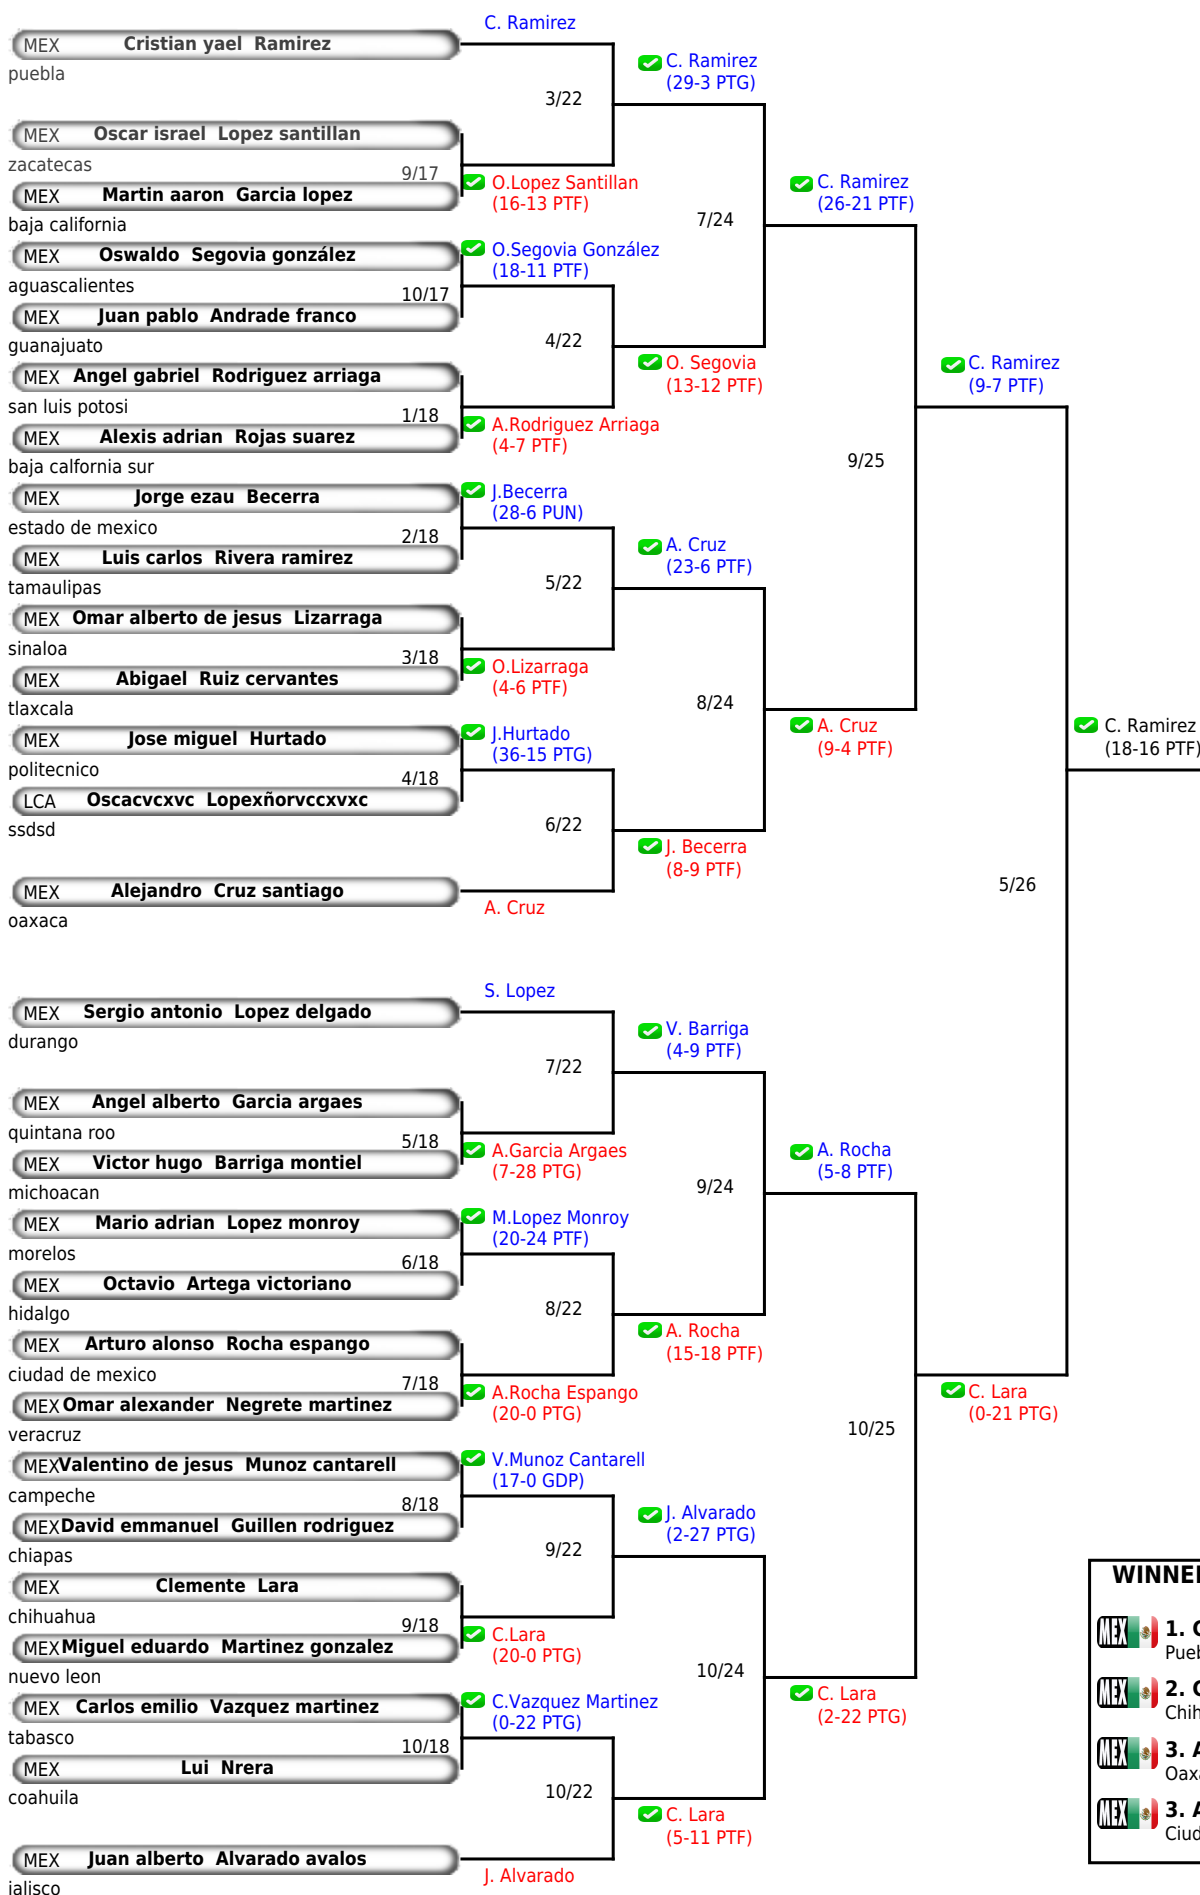 C. Ramirez
MEX Cristian yael Ramirez
puebla
C. Ramirez
(29-3 PTG)
3/22
MEX Oscar israel Lopez santillan
zacatecas
9/17
O.Lopez Santillan
(16-13 PTF)
MEX Martin aaron Garcia lopez
baja california
C. Ramirez
(26-21 PTF)
7/24
MEX Oswaldo Segovia gonzález
aguascalientes
O.Segovia González
(18-11 PTF)
10/17
MEX Juan pablo Andrade franco
guanajuato
4/22
O. Segovia
(13-12 PTF)
C. Ramirez
(9-7 PTF)
MEX Angel gabriel Rodriguez arriaga
san luis potosi
1/18
A.Rodriguez Arriaga
(4-7 PTF)
MEX Alexis adrian Rojas suarez
baja calfornia sur
9/25
MEX Jorge ezau Becerra
estado de mexico
J.Becerra
(28-6 PUN)
2/18
MEX Luis carlos Rivera ramirez
tamaulipas
A. Cruz
(23-6 PTF)
5/22
MEX Omar alberto de jesus Lizarraga
sinaloa
3/18
O.Lizarraga
(4-6 PTF)
MEX Abigael Ruiz cervantes
tlaxcala
8/24
MEX Jose miguel Hurtado
politecnico
J.Hurtado
(36-15 PTG)
A. Cruz
(9-4 PTF)
C. Ramirez
(18-16 PTF)
4/18
LCA Oscacvcxvc Lopexñorvccxvxc
ssdsd
6/22
J. Becerra
(8-9 PTF)
MEX Alejandro Cruz santiago
oaxaca
A. Cruz
5/26
S. Lopez
MEX Sergio antonio Lopez delgado
durango
V. Barriga
(4-9 PTF)
7/22
MEX Angel alberto Garcia argaes
quintana roo
5/18
A.Garcia Argaes
(7-28 PTG)
MEX Victor hugo Barriga montiel
michoacan
A. Rocha
(5-8 PTF)
9/24
MEX Mario adrian Lopez monroy
morelos
M.Lopez Monroy
(20-24 PTF)
6/18
MEX Octavio Artega victoriano
hidalgo
8/22
A. Rocha
(15-18 PTF)
MEX Arturo alonso Rocha espango
ciudad de mexico
7/18
A.Rocha Espango
(20-0 PTG)
C. Lara
(0-21 PTG)
MEX Omar alexander Negrete martinez
veracruz
10/25
MEX Valentino de jesus Munoz cantarell
campeche
V.Munoz Cantarell
(17-0 GDP)
8/18
MEX David emmanuel Guillen rodriguez
chiapas
J. Alvarado
(2-27 PTG)
9/22
MEX Clemente Lara
chihuahua
9/18
C.Lara
(20-0 PTG)
MEX Miguel eduardo Martinez gonzalez
nuevo leon
10/24
MEX Carlos emilio Vazquez martinez
tabasco
C.Vazquez Martinez
(0-22 PTG)
C. Lara
(2-22 PTG)
10/18
MEX Lui Nrera
coahuila
10/22
C. Lara
(5-11 PTF)
MEX Juan alberto Alvarado avalos
jalisco
J. Alvarado
MEX 1.
MEX 2.
MEX 3.
MEX 3.